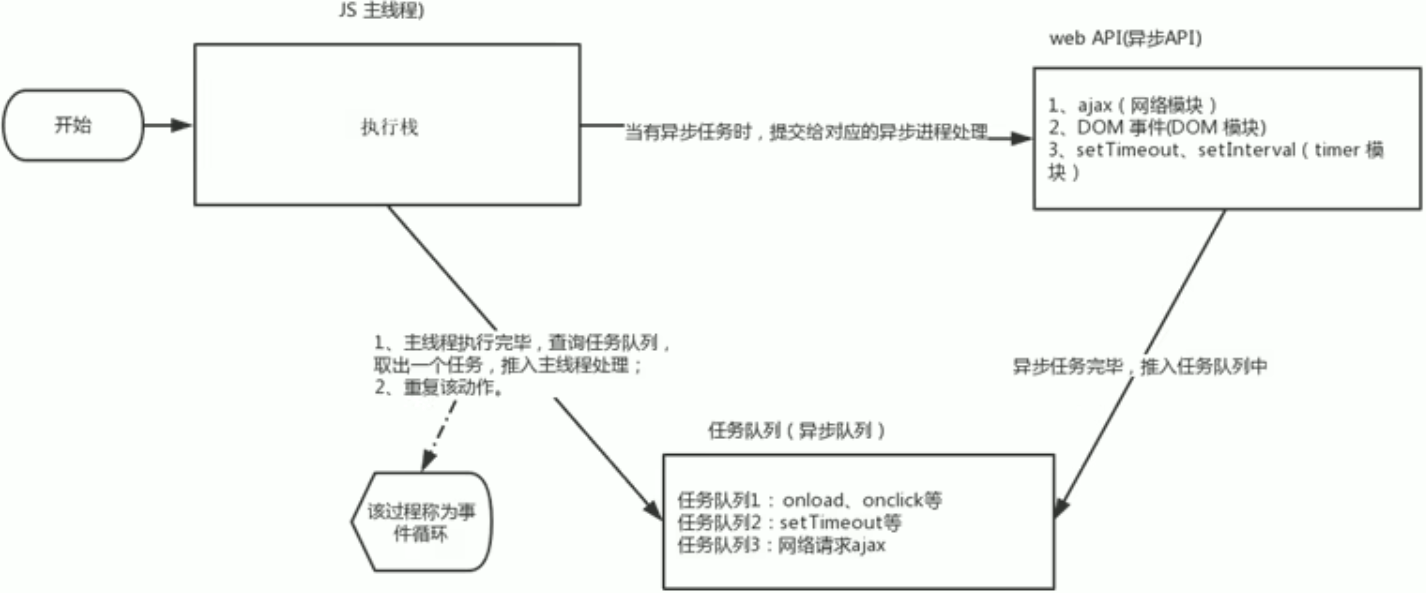 JS 主线程)
web API(异步API)
开始
执行栈
当有异步任务时，提交给对应的异步进程处理
1、ajax（网络模块）
2、DOM 事件(DOM 模块)
3、setTimeout、setInterval（timer 模
块）
1、主线程执行完毕，查询任务队列，
取出一个任务，推入主线程处理；
2、重复该动作。
异步任务完毕，推入任务队列中
该过程称为事
件循环
任务队列（异步队列）
任务队列1：onload、onclick等
任务队列2：setTimeout等
任务队列3：网络请求ajax